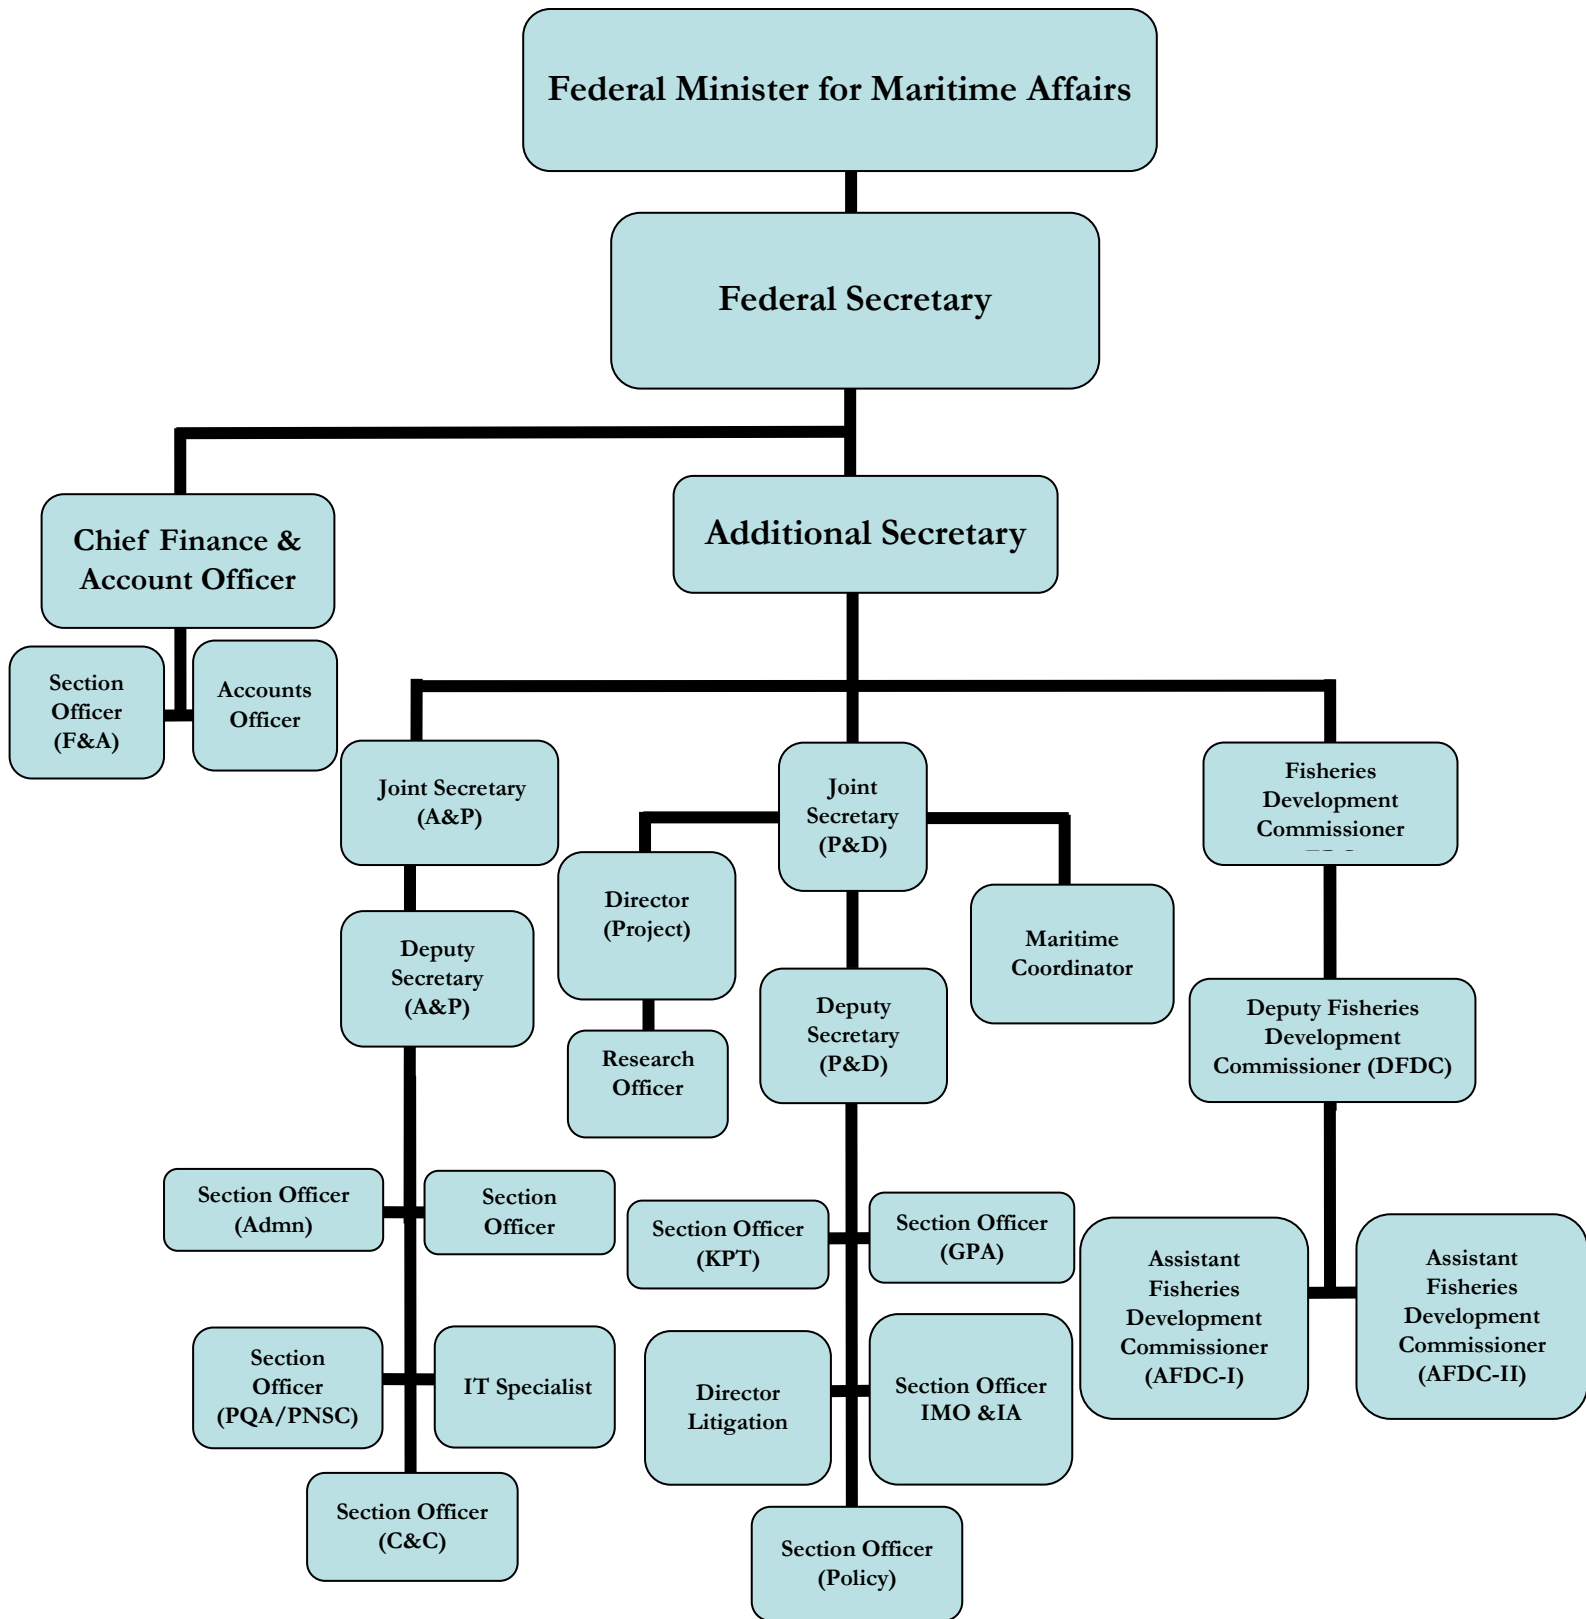 Federal Minister for Maritime Affairs
Federal Secretary
Chief Finance &
Account Officer
Additional Secretary
Section
Officer
(F&A)
Accounts
Officer
Joint Secretary
(A&P)
Joint
Secretary
(P&D)
Fisheries
Development
Commissioner
Director
(Project)
Maritime
Coordinator
Deputy
Secretary
(A&P)
Deputy
Secretary
(P&D)
Deputy Fisheries
Development
Commissioner (DFDC)
Research
Officer
Section Officer
(Admn)
Section
Officer
Section Officer
(KPT)
Section Officer
(GPA)
Assistant
Fisheries
Development
Commissioner
(AFDC-I)
Assistant
Fisheries
Development
Commissioner
(AFDC-II)
Section
Officer
(PQA/PNSC)
IT Specialist
Director
Litigation
Section Officer
IMO &IA
Section Officer
(C&C)
Section Officer
(Policy)